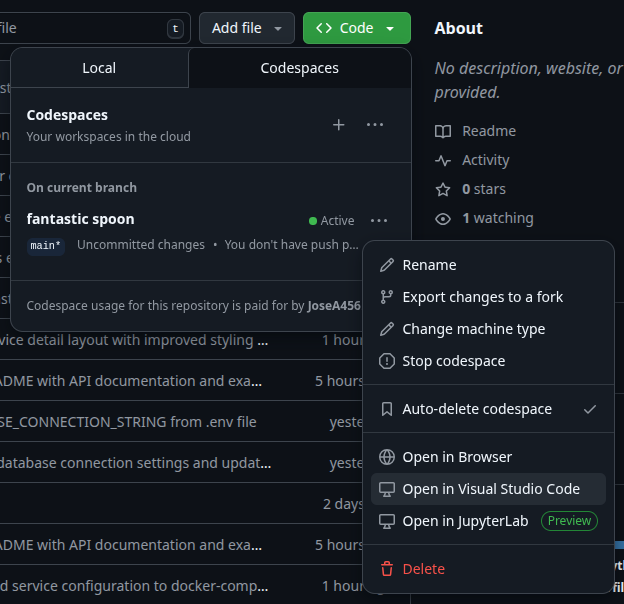 file
t
Add file
Code
About
Local
Codespaces
No description, website, or
provided.
Codespaces
Your workspaces in the cloud
Readme
Activity
0 stars
1 watching
On current branch
fantastic spoon
Active
main*
Uncommitted changes • You don't have push p...
Rename
Export changes to a fork
Change machine type
Stop codespace
Codespace usage for this repository is paid for by JoseA456
vice detail layout with improved styling ...
1 hour
ADME with API documentation and exa...
5 hours
Auto-delete codespace
SE_CONNECTION_STRING from .env file
yeste
Open in Browser
database connection settings and updat...
yeste
Open in Visual Studio Code
2 days
Open in JupyterLab
Preview
ADME with API documentation and exa...
5 hours
Delete
d service configuration to docker-comp...
1 hour